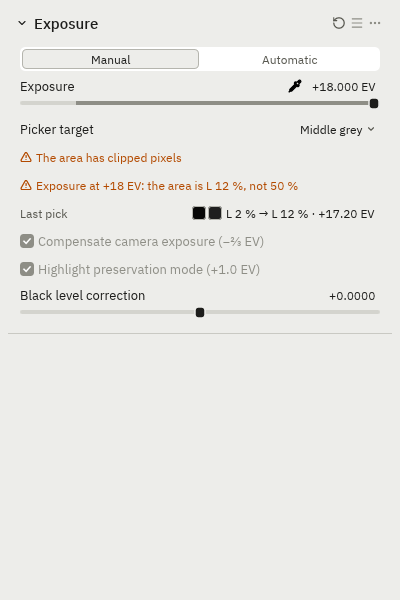 Exposure
Manual Automatic
Exposure +18.000 EV
Picker target Middle grey
The area has clipped pixels
Exposure at +18 EV: the area is L 12 %, not 50 %
Last pick L 2 % → L 12 % · +17.20 EV
Compensate camera exposure (−⅔ EV)
Highlight preservation mode (+1.0 EV)
Black level correction +0.0000